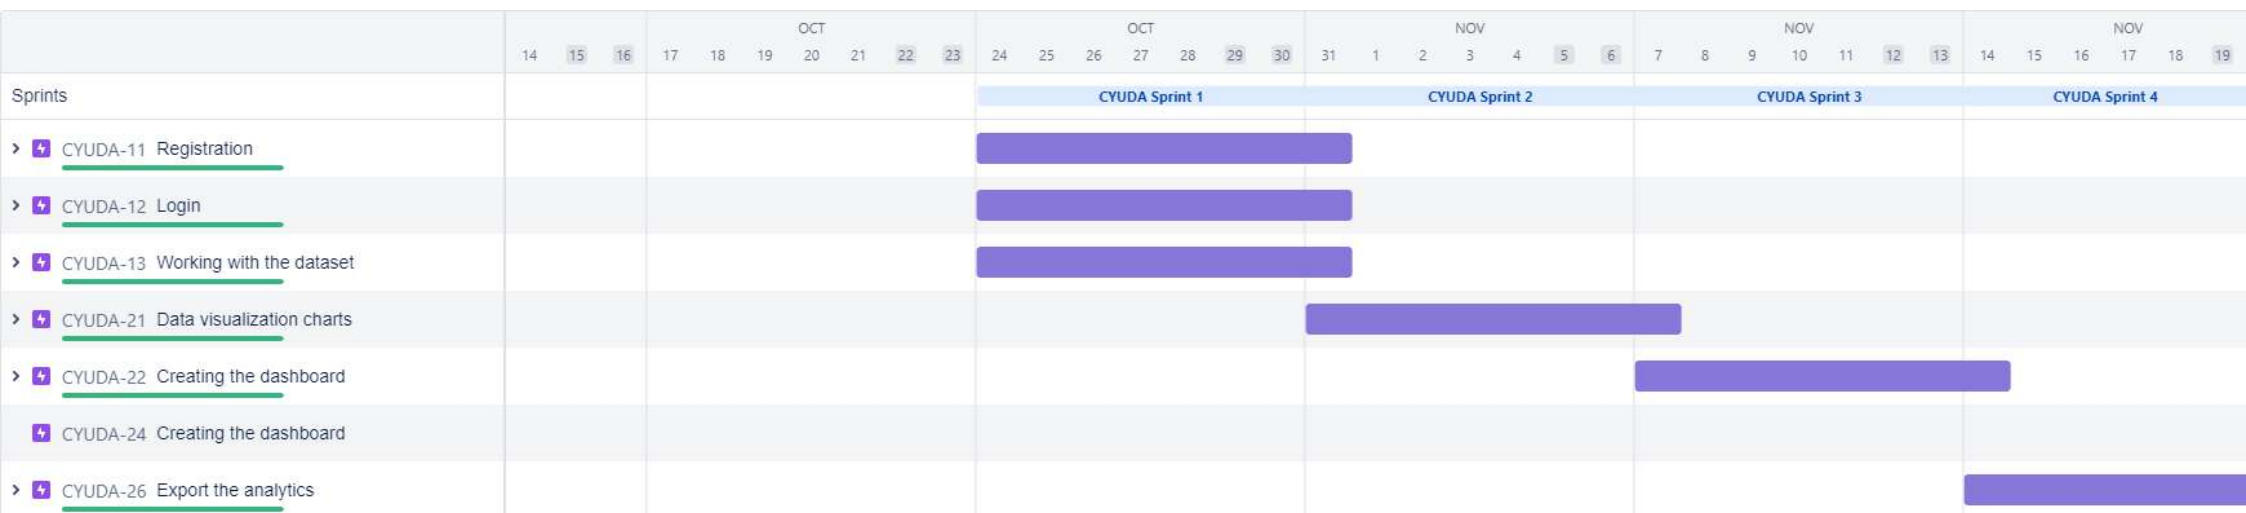 OCT OCT NOV NOV NOV
14 15 16 17 18 19 20 21 22 23 24 25 26 27 28 29 30 31 1 2 3 4 5 6 7 8 9 10 11 12 13 14 15 16 17 18 19
Sprints CYUDA Sprint 1 CYUDA Sprint 2 CYUDA Sprint 3 CYUDA Sprint 4
CYUDA-11 Registration
CYUDA-12 Login
CYUDA-13 Working with the dataset
CYUDA-21 Data visualization charts
CYUDA-22 Creating the dashboard
CYUDA-24 Creating the dashboard
CYUDA-26 Export the analytics